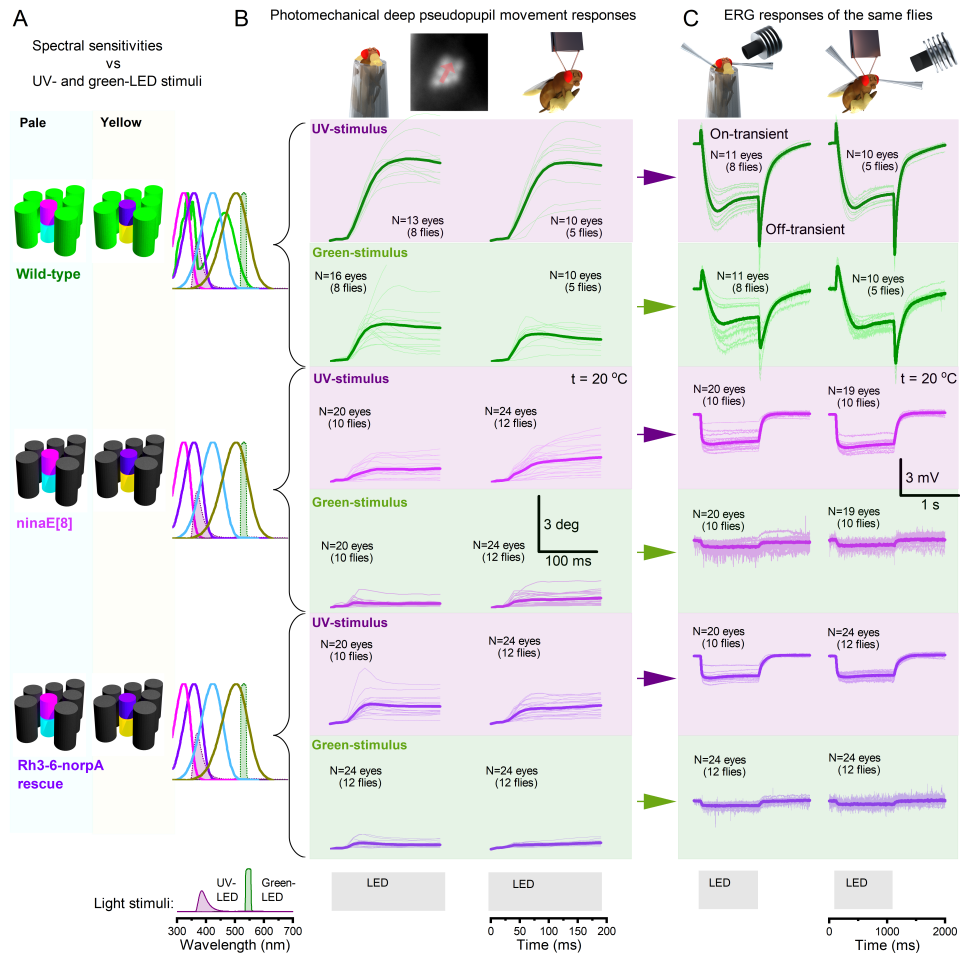 A
Spectral sensitivities
vs
UV- and green-LED stimuli
Pale
Yellow
Wild-type
ninaE[8]
Rh3-6-norpA
rescue
Light stimuli:
UV-
LED
Green-
LED
300 400 500 600 700
Wavelength (nm)
B
Photomechanical deep pseudopupil movement responses
UV-stimulus
N=13 eyes
(8 flies)
N=10 eyes
(5 flies)
Green-stimulus
N=16 eyes
(8 flies)
N=10 eyes
(5 flies)
UV-stimulus
t = 20 °C
N=20 eyes
(10 flies)
N=24 eyes
(12 flies)
Green-stimulus
3 deg
100 ms
N=20 eyes
(10 flies)
N=24 eyes
(12 flies)
UV-stimulus
N=20 eyes
(10 flies)
N=24 eyes
(12 flies)
Green-stimulus
N=24 eyes
(12 flies)
N=24 eyes
(12 flies)
LED
LED
0 50 100 150 200
Time (ms)
C
ERG responses of the same flies
On-transient
N=11 eyes
(8 flies)
N=10 eyes
(5 flies)
Off-transient
N=11 eyes
(8 flies)
N=10 eyes
(5 flies)
t = 20 °C
N=20 eyes
(10 flies)
N=19 eyes
(10 flies)
3 mV
1 s
N=20 eyes
(10 flies)
N=19 eyes
(10 flies)
N=20 eyes
(10 flies)
N=24 eyes
(12 flies)
N=24 eyes
(12 flies)
N=24 eyes
(12 flies)
LED
LED
0 1000 2000
Time (ms)